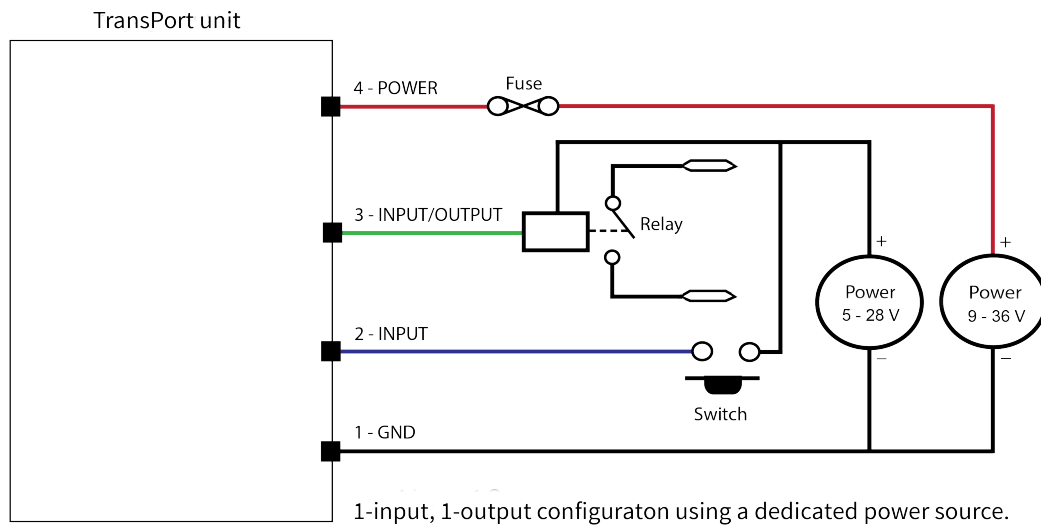 TransPort unit
4 - POWER
Fuse
3 - INPUT/OUTPUT
Relay
+
+
Power
5 - 28 V
Power
9 - 36 V
2 - INPUT
–
–
Switch
1 - GND
1-input, 1-output configuraton using a dedicated power source.